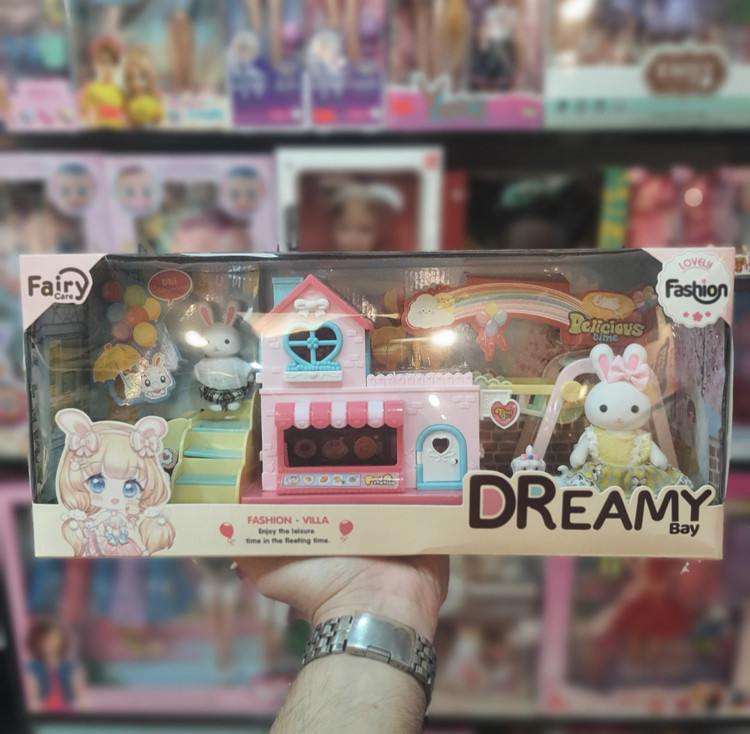 Fairy
Care
LOVELY
Fashion
Delicious
time
FASHION - VILLA
Enjoy the leisure
time in the fleeting time.
DREAMY
Bay